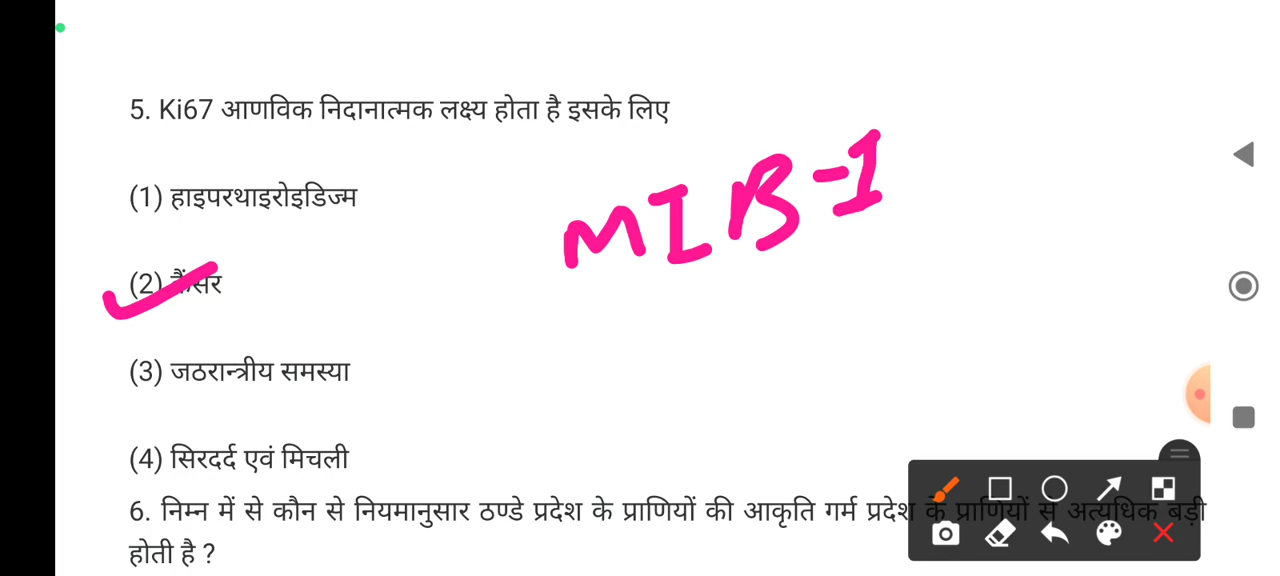 5. Ki67 आणविक निदानात्मक लक्ष्य होता है इसके लिए
MIB-1
(1) हाइपरथाइरोइडिज्म
(2) कैंसर
(3) जठरान्त्रीय समस्या
(4) सिरदर्द एवं मिचली
6. निम्न में से कौन से नियमानुसार ठण्डे प्रदेश के प्राणियों की आकृति गर्म प्रदेश के प्राणियों से अत्यधिक बड़ी
होती है ?